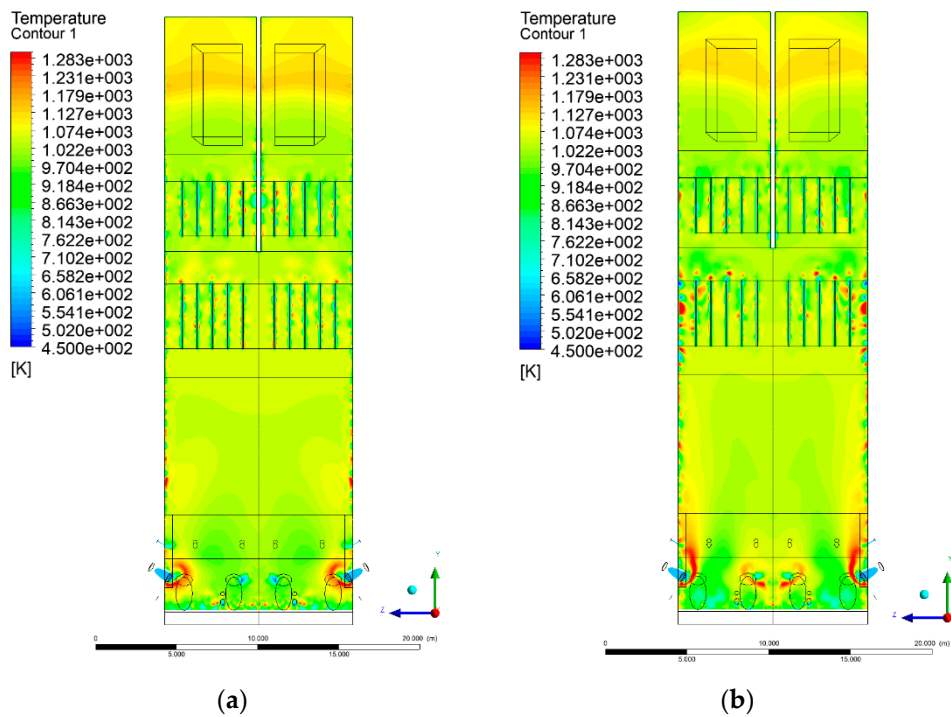 Temperature
Contour 1
1.283e+003
1.231e+003
1.179e+003
1.127e+003
1.074e+003
1.022e+003
9.704e+002
9.184e+002
8.663e+002
8.143e+002
7.622e+002
7.102e+002
6.582e+002
6.061e+002
5.541e+002
5.020e+002
4.500e+002
[K]
Y
Z
0 10.000 20.000 (m)
5.000 15.000
(a)
Temperature
Contour 1
1.283e+003
1.231e+003
1.179e+003
1.127e+003
1.074e+003
1.022e+003
9.704e+002
9.184e+002
8.663e+002
8.143e+002
7.622e+002
7.102e+002
6.582e+002
6.061e+002
5.541e+002
5.020e+002
4.500e+002
[K]
Y
Z
0 10.000 20.000 (m)
5.000 15.000
(b)